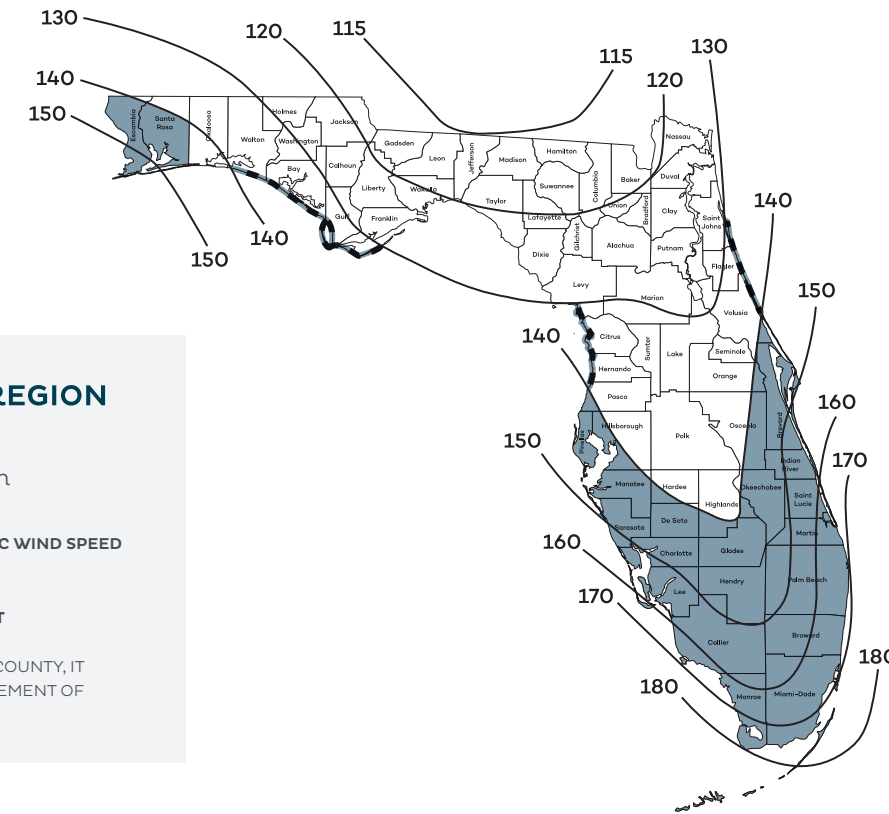 130
120
115
130
115
140
120
150
140
150
140
150
140
160
150
170
160
170
180
180
Escambia
Santa
Rosa
Okaloosa
Walton
Holmes
Washington
Bay
Jackson
Calhoun
Gulf
Liberty
Franklin
Gadsden
Leon
Wakulla
Jefferson
Madison
Taylor
Hamilton
Suwannee
Lafayette
Dixie
Columbia
Gilchrist
Levy
Baker
Union
Bradford
Alachua
Nassau
Duval
Clay
Saint
Johns
Putnam
Flagler
Marion
Volusia
Citrus
Sumter
Lake
Seminole
Hernando
Orange
Pasco
Hillsborough
Pinellas
Polk
Osceola
Brevard
Indian
River
Manatee
Hardee
Highlands
Okeechobee
Saint
Lucie
Sarasota
De Soto
Martin
Charlotte
Glades
Lee
Hendry
Palm Beach
Collier
Broward
Monroe
Miami-Dade
REGION
C WIND SPEED
COUNTY, IT
EMENT OF